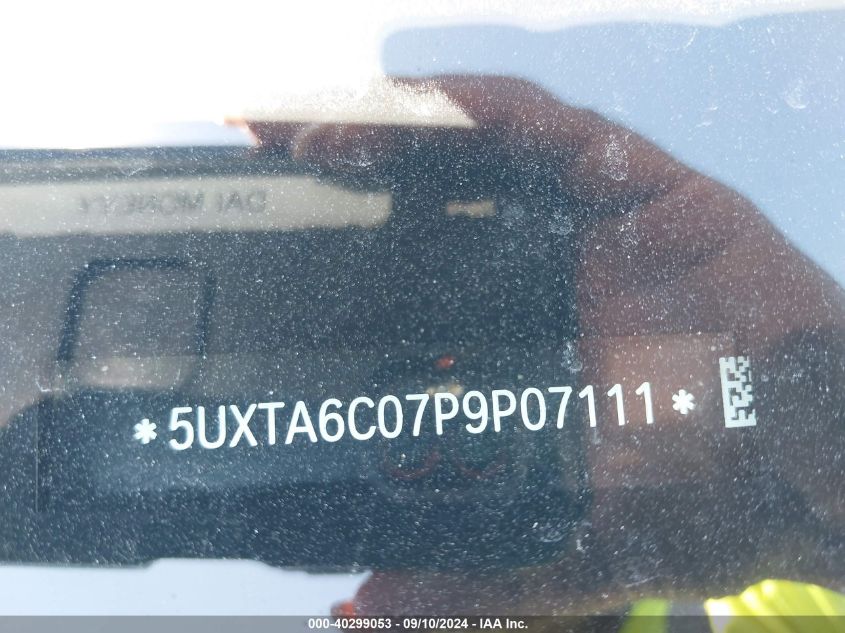 *5UXTA6C07P9P07111*
000-40299053 - 09/10/2024 - IAA Inc.